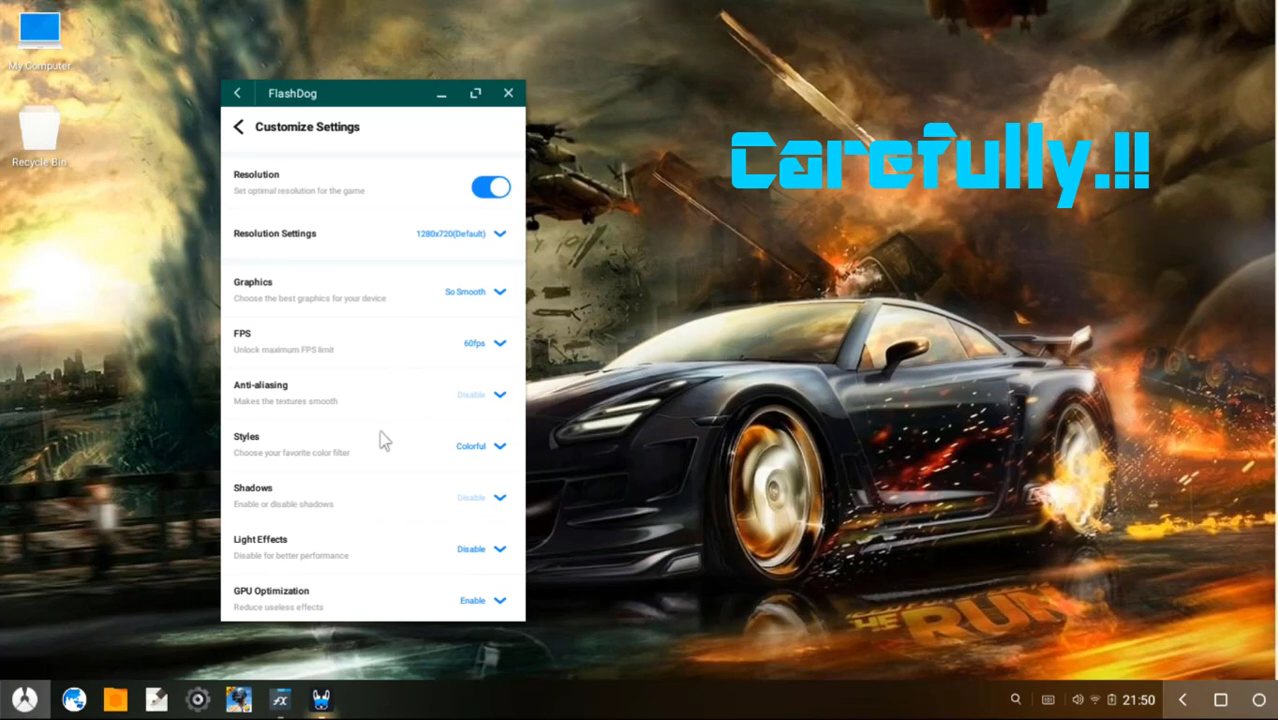 My Computer
Recycle Bin
FlashDog
Customize Settings
Resolution
Set optimal resolution for the game
Resolution Settings
1280x720(Default)
Graphics
Choose the best graphics for your device
So Smooth
FPS
Unlock maximum FPS limit
60fps
Anti-aliasing
Makes the textures smooth
Disable
Styles
Choose your favorite color filter
Colorful
Shadows
Enable or disable shadows
Disable
Light Effects
Disable for better performance
Disable
GPU Optimization
Reduce useless effects
Enable
Carefully.!!
THE RUN
21:50